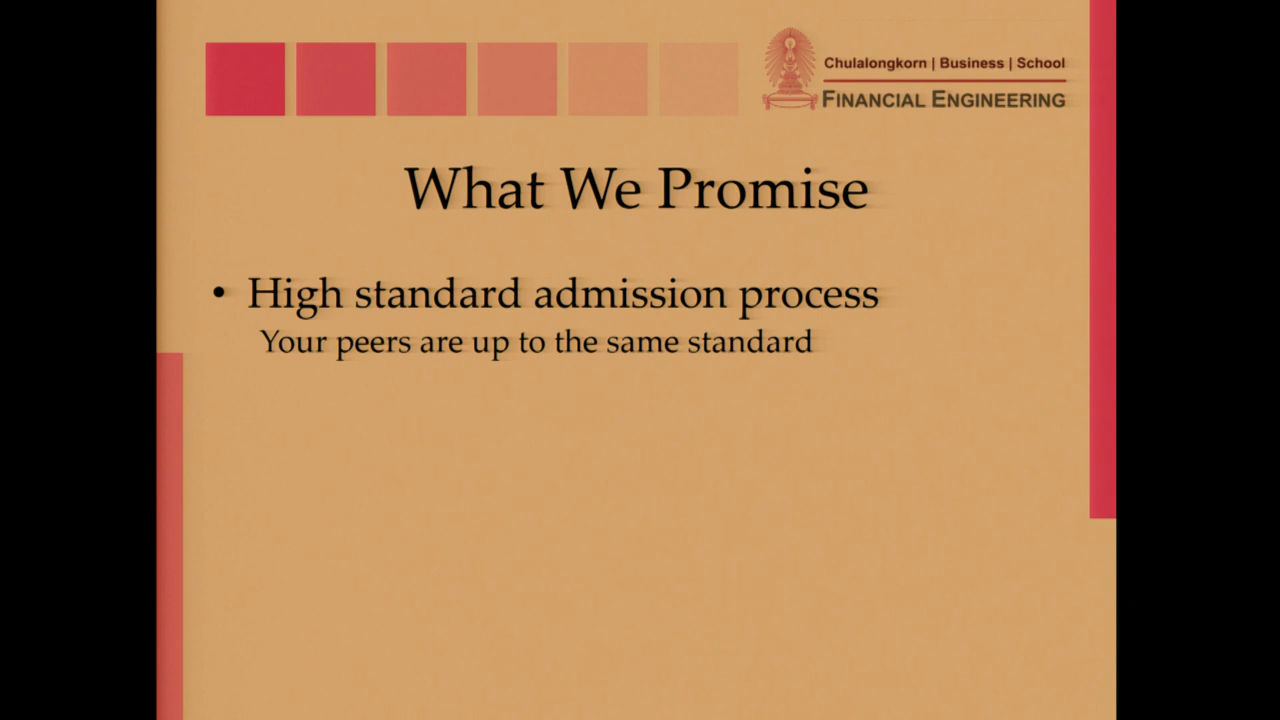 Chulalongkorn | Business | School
FINANCIAL ENGINEERING
What We Promise
• High standard admission process
Your peers are up to the same standard